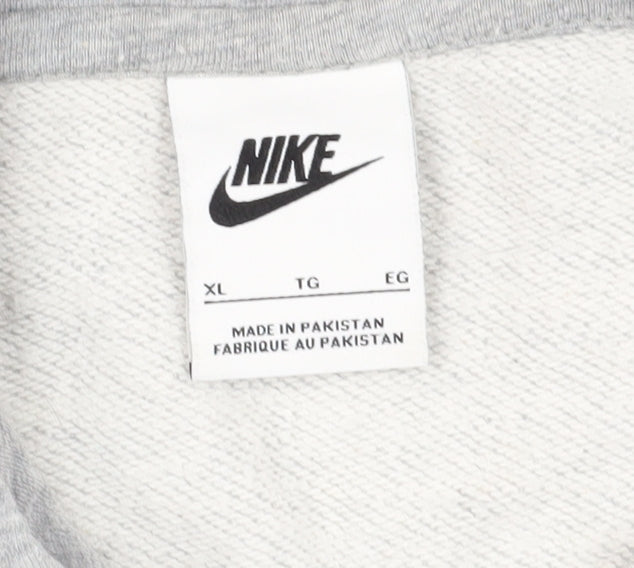 NIKE
XL TG EG
MADE IN PAKISTAN
FABRIQUE AU PAKISTAN